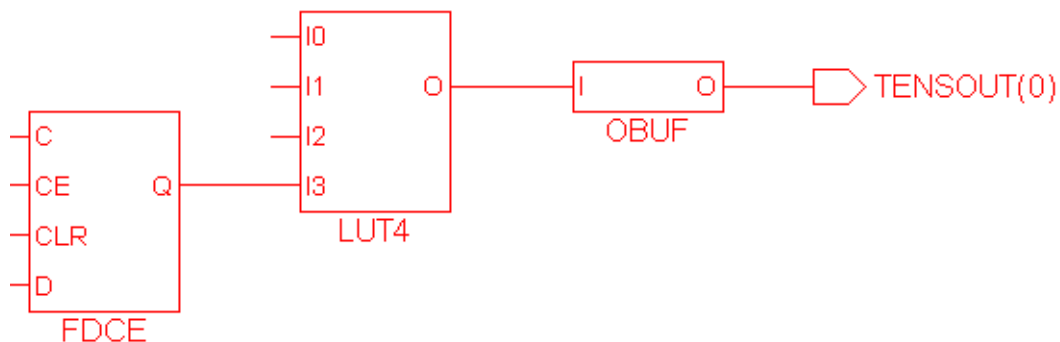 I0
I1
I2
I3
O
LUT4
I
O
OBUF
TENSOUT(0)
C
CE
CLR
D
Q
FDCE